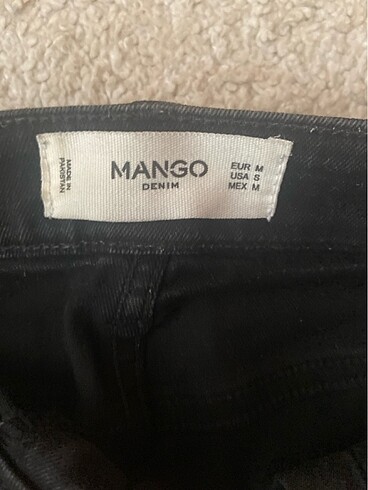 MADE IN
PAKISTAN
MANGO
DENIM
EUR M
USA S
MEX M